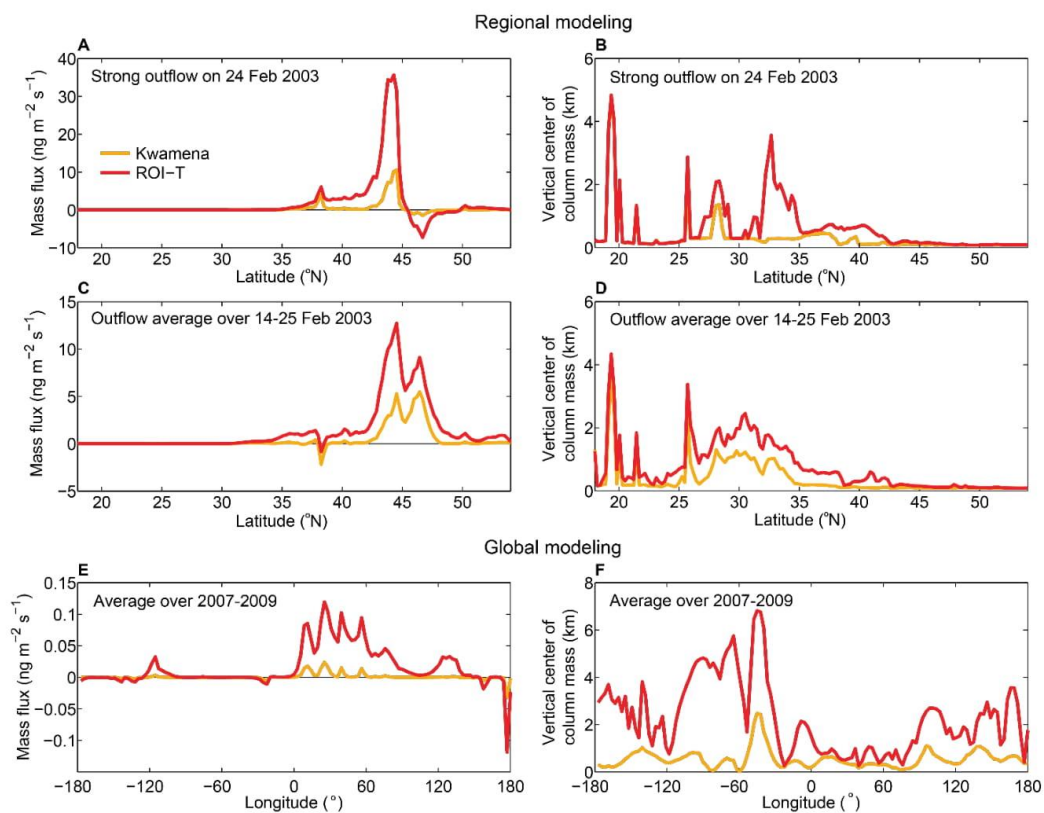 Regional modeling
A
Strong outflow on 24 Feb 2003
Mass flux (ng m⁻² s⁻¹)
40
30
20
10
0
−10
Kwamena
ROI−T
20 25 30 35 40 45 50
Latitude (°N)
B
Strong outflow on 24 Feb 2003
Vertical center of
column mass (km)
6
4
2
0
20 25 30 35 40 45 50
Latitude (°N)
C
Outflow average over 14-25 Feb 2003
Mass flux (ng m⁻² s⁻¹)
15
10
5
0
−5
20 25 30 35 40 45 50
Latitude (°N)
D
Outflow average over 14-25 Feb 2003
Vertical center of
column mass (km)
6
4
2
0
20 25 30 35 40 45 50
Latitude (°N)
Global modeling
E
Average over 2007-2009
Mass flux (ng m⁻² s⁻¹)
0.15
0.1
0.05
0
−0.05
−0.1
−180 −120 −60 0 60 120 180
Longitude (°)
F
Average over 2007-2009
Vertical center of
column mass (km)
8
6
4
2
0
−180 −120 −60 0 60 120 180
Longitude (°)